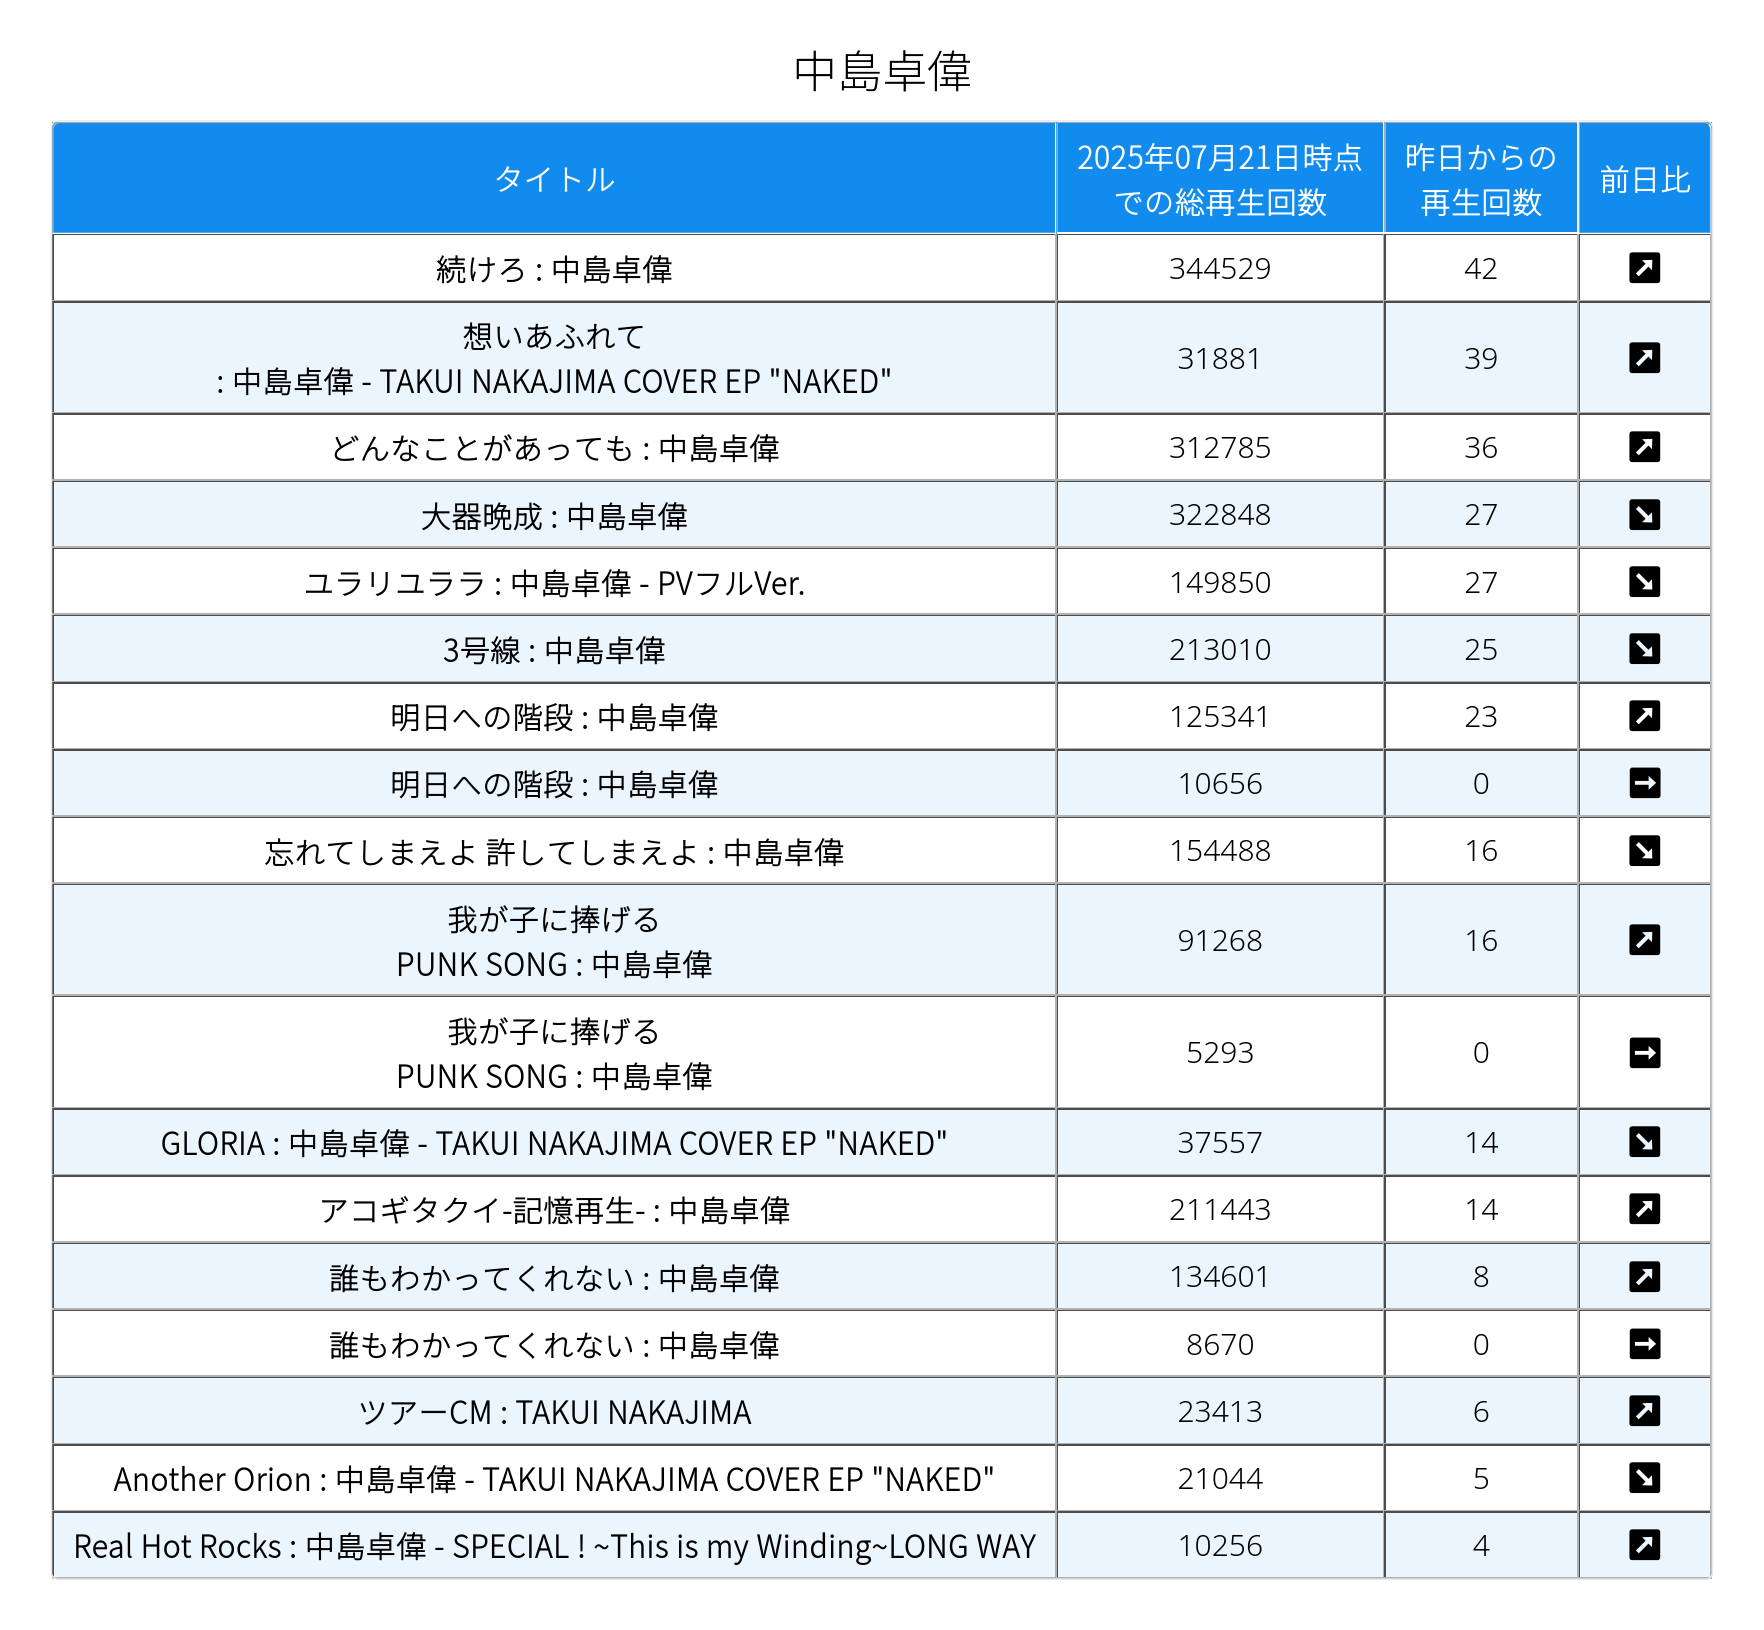 中島卓偉
タイトル
2025年07月21日時点
での総再生回数
昨日からの
再生回数
前日比
続けろ : 中島卓偉
344529
42
想いあふれて
: 中島卓偉 - TAKUI NAKAJIMA COVER EP "NAKED"
31881
39
どんなことがあっても : 中島卓偉
312785
36
大器晩成 : 中島卓偉
322848
27
ユラリユララ : 中島卓偉 - PVフルVer.
149850
27
3号線 : 中島卓偉
213010
25
明日への階段 : 中島卓偉
125341
23
明日への階段 : 中島卓偉
10656
0
忘れてしまえよ 許してしまえよ : 中島卓偉
154488
16
我が子に捧げる
PUNK SONG : 中島卓偉
91268
16
我が子に捧げる
PUNK SONG : 中島卓偉
5293
0
GLORIA : 中島卓偉 - TAKUI NAKAJIMA COVER EP "NAKED"
37557
14
アコギタクイ-記憶再生- : 中島卓偉
211443
14
誰もわかってくれない : 中島卓偉
134601
8
誰もわかってくれない : 中島卓偉
8670
0
ツアーCM : TAKUI NAKAJIMA
23413
6
Another Orion : 中島卓偉 - TAKUI NAKAJIMA COVER EP "NAKED"
21044
5
Real Hot Rocks : 中島卓偉 - SPECIAL ! ~This is my Winding~LONG WAY
10256
4